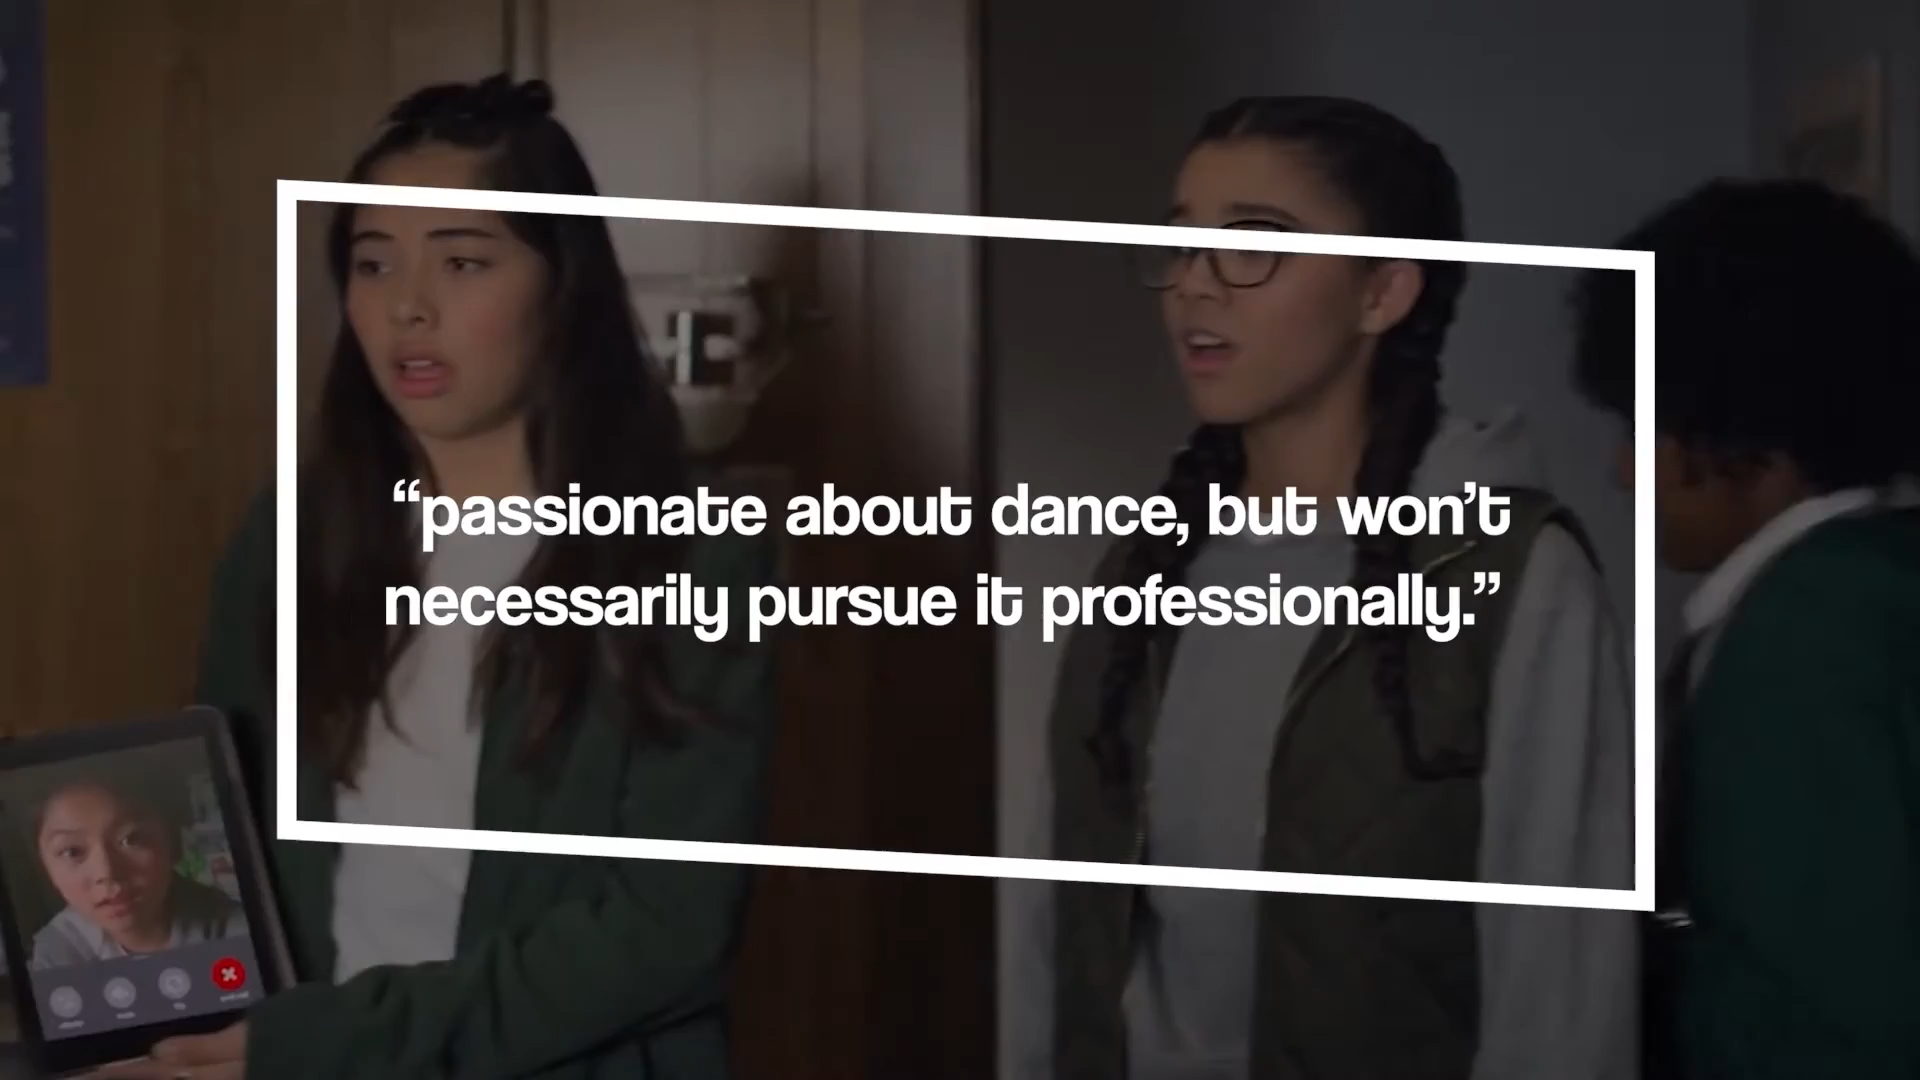 “passionate about dance, but won’t
necessarily pursue it professionally.”